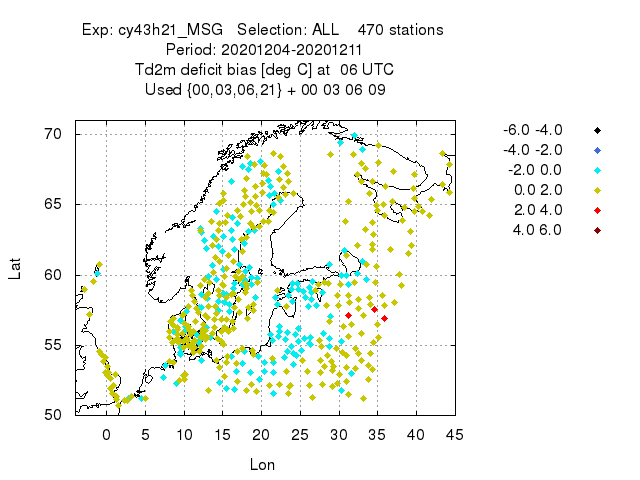 Exp: cy43h21_MSG Selection: ALL 470 stations
Period: 20201204-20201211
Td2m deficit bias [deg C] at 06 UTC
Used {00,03,06,21} + 00 03 06 09
70
65
60
55
50
Lat
0 5 10 15 20 25 30 35 40 45
Lon
-6.0 -4.0
-4.0 -2.0
-2.0 0.0
0.0 2.0
2.0 4.0
4.0 6.0